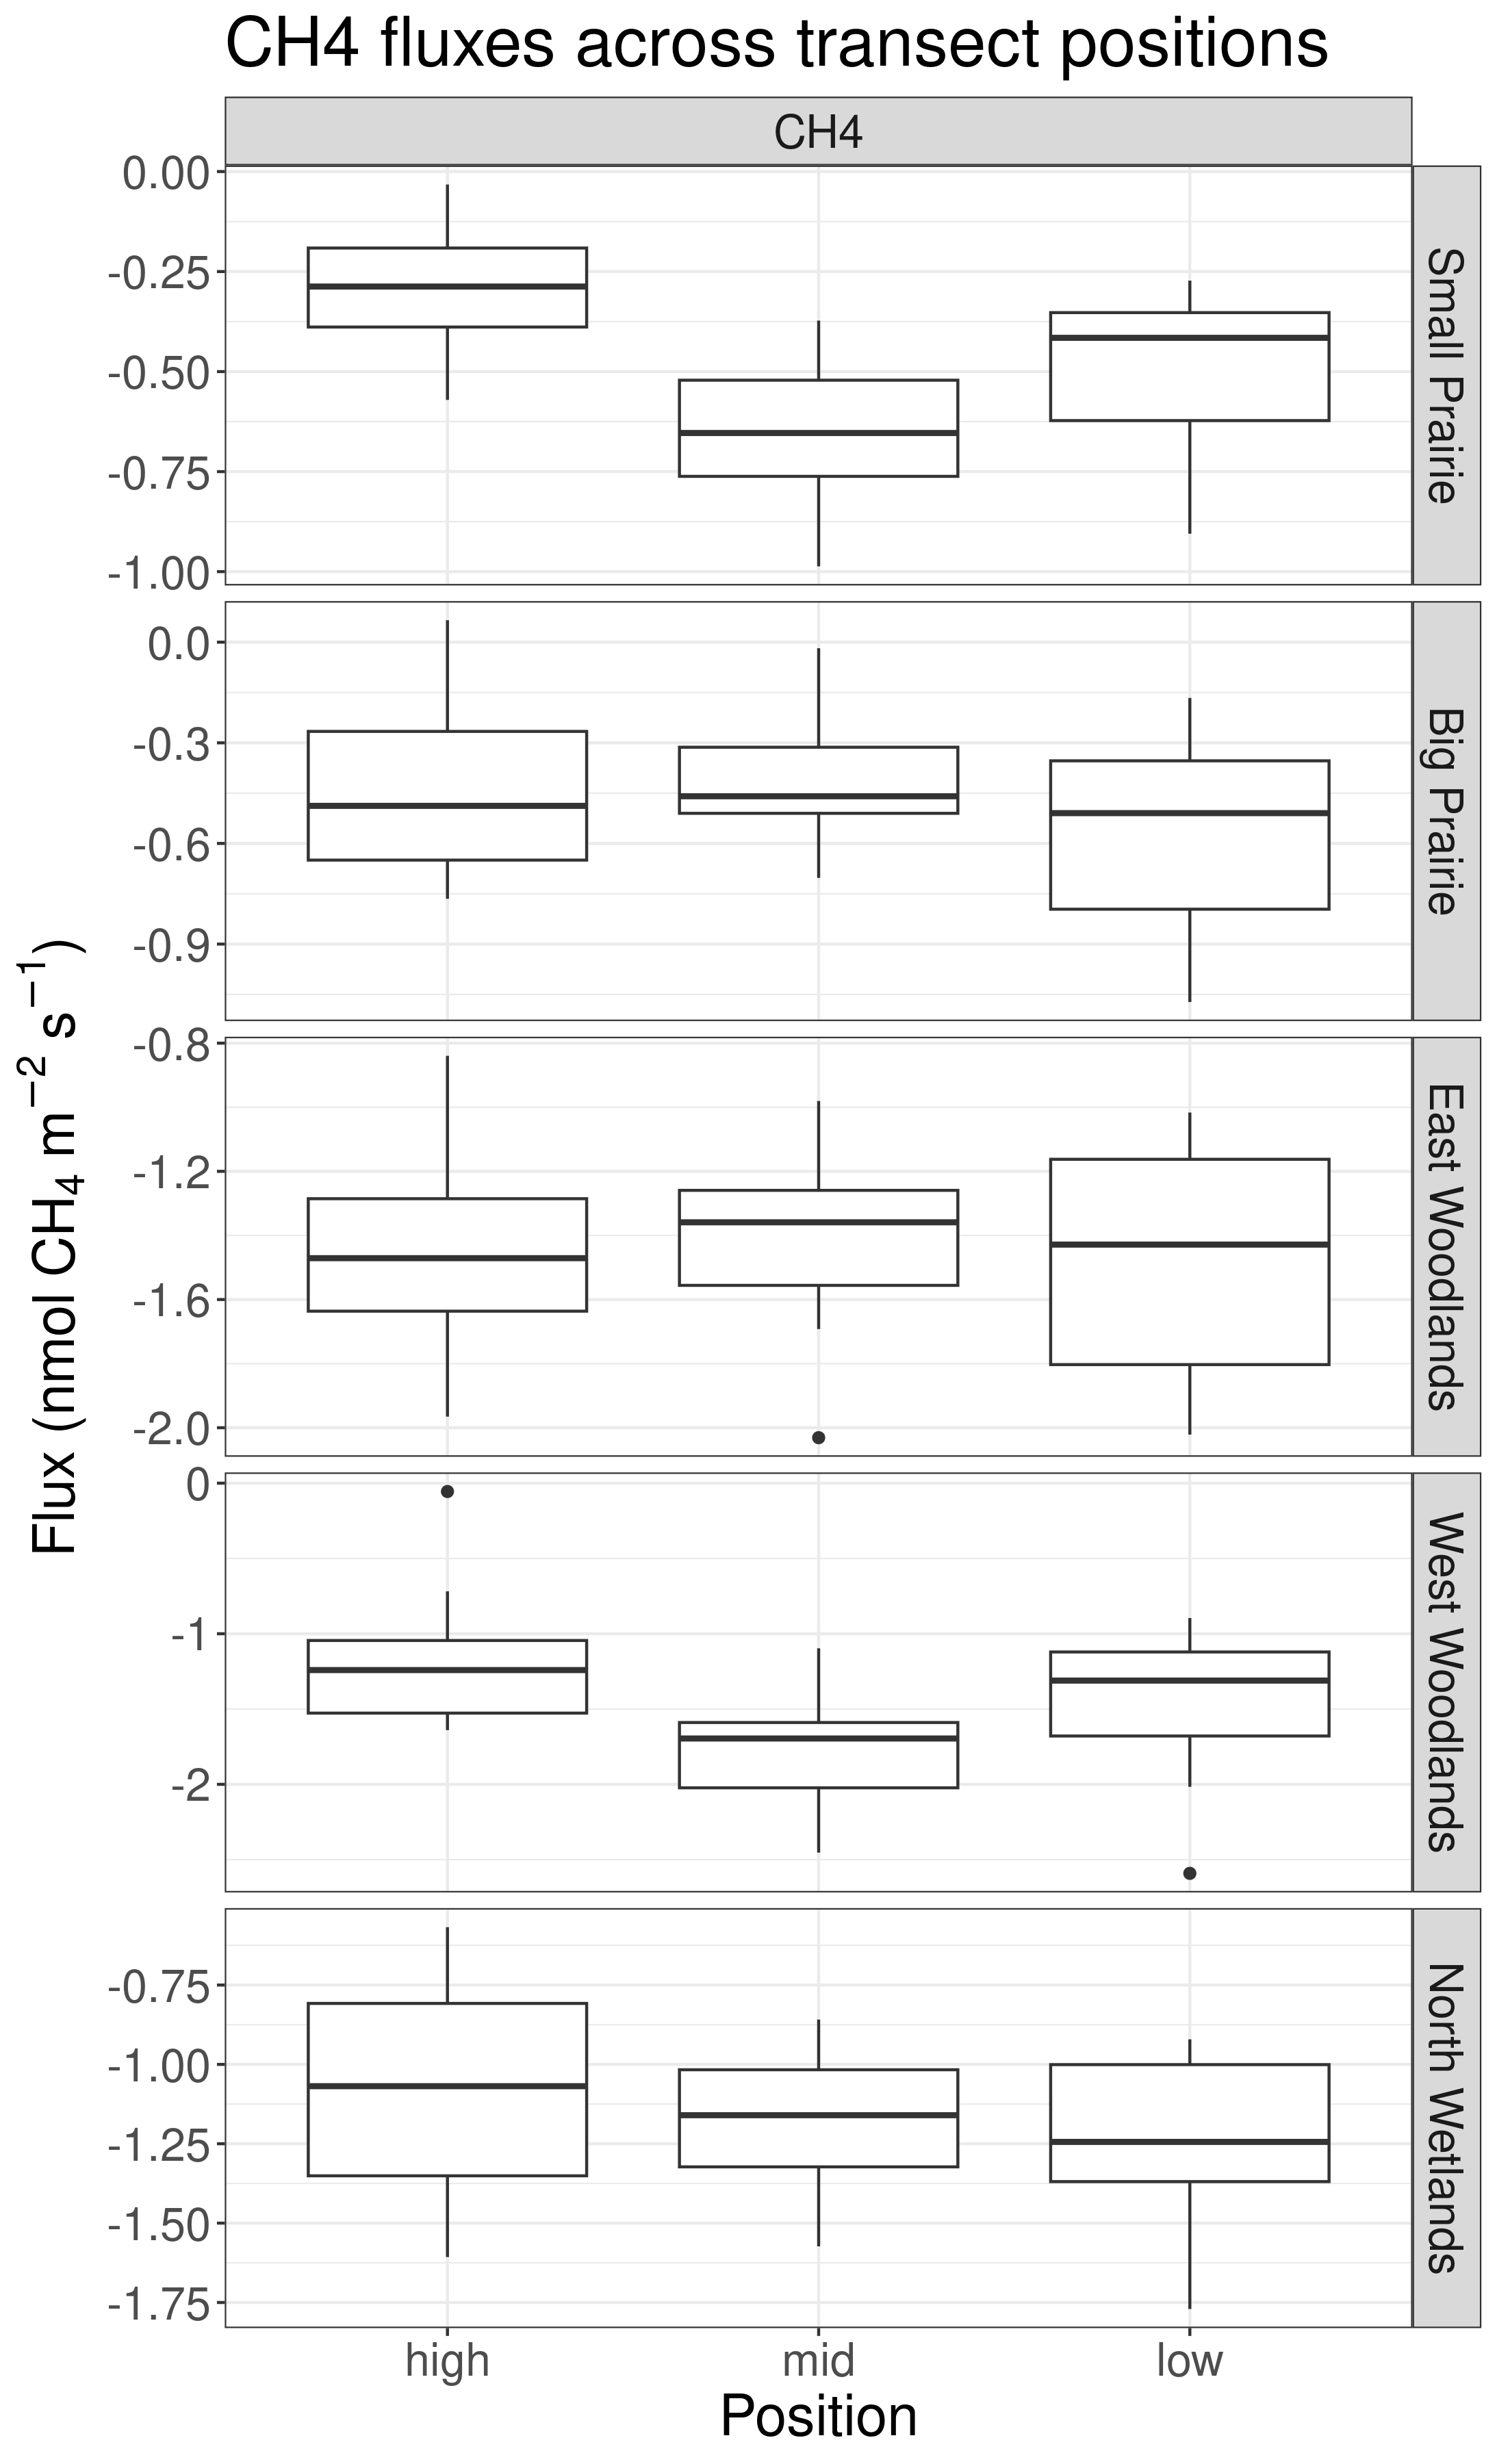 CH4 fluxes across transect positions
CH4
0.00
-0.25
-0.50
-0.75
-1.00
Small Prairie
0.0
-0.3
-0.6
-0.9
Big Prairie
-0.8
-1.2
-1.6
-2.0
East Woodlands
0
-1
-2
West Woodlands
-0.75
-1.00
-1.25
-1.50
-1.75
North Wetlands
Flux (nmol CH₄ m⁻² s⁻¹)
high mid low
Position